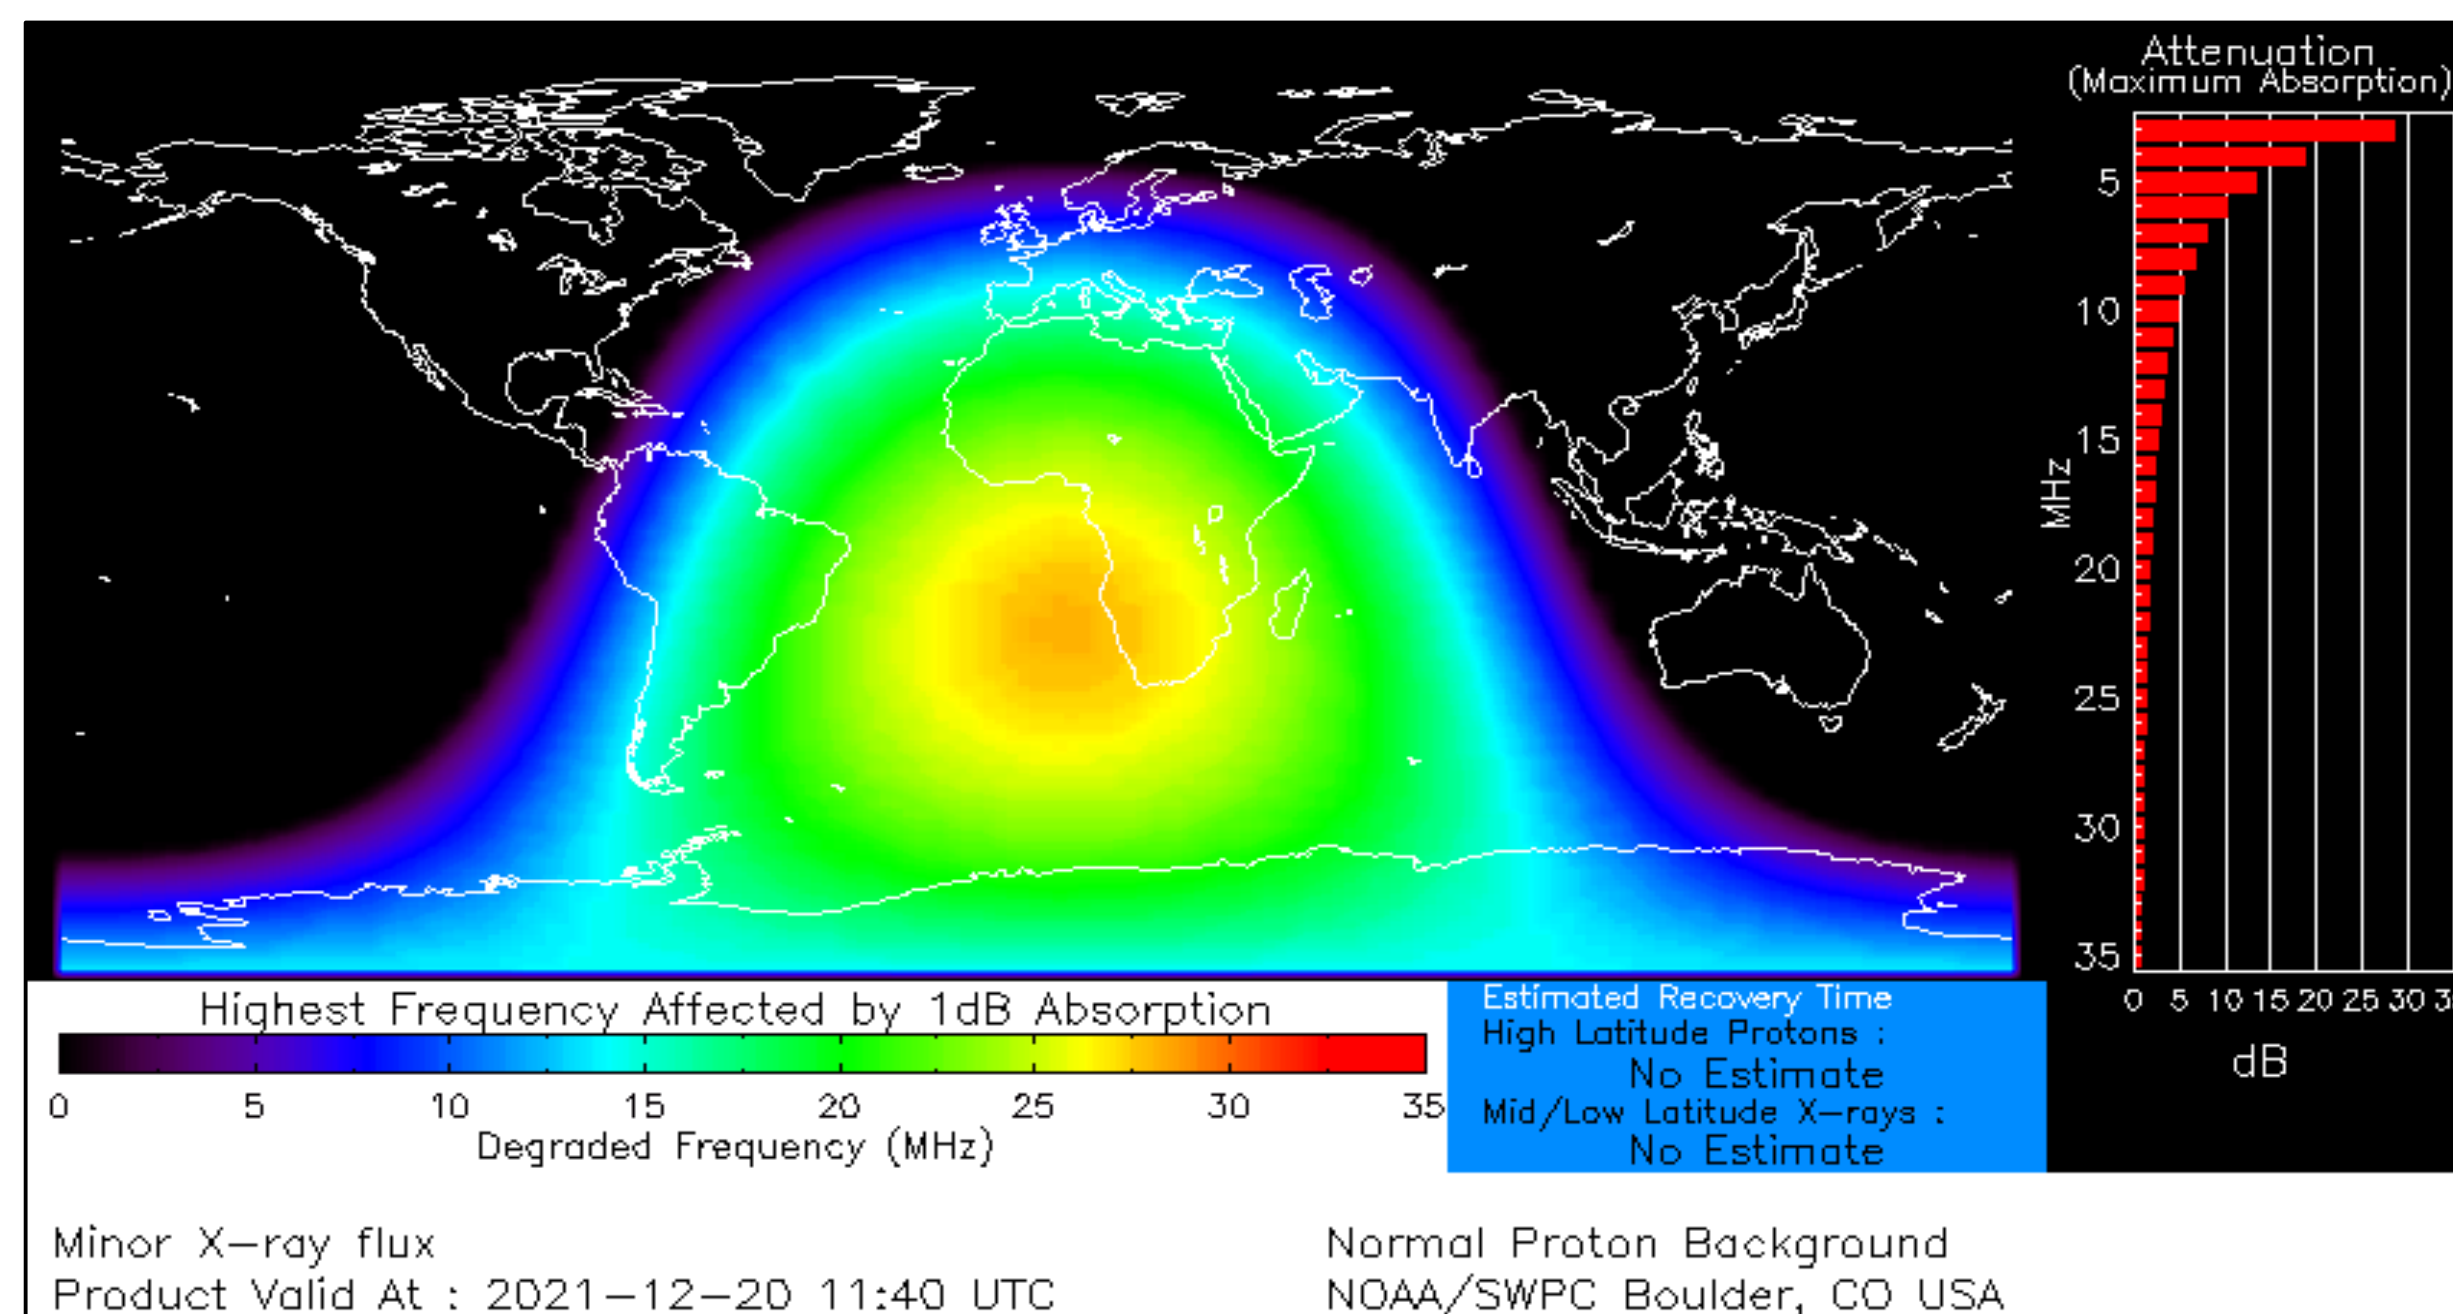 Attenuation
(Maximum Absorption)
5
10
15
20
25
30
35
MHz
0 5 10 15 20 25 30
dB
Highest Frequency Affected by 1dB Absorption
0 5 10 15 20 25 30 35
Degraded Frequency (MHz)
Estimated Recovery Time
High Latitude Protons :
No Estimate
Mid/Low Latitude X-rays :
No Estimate
Minor X-ray flux
Normal Proton Background
Product Valid At : 2021-12-20 11:40 UTC
NOAA/SWPC Boulder, CO USA